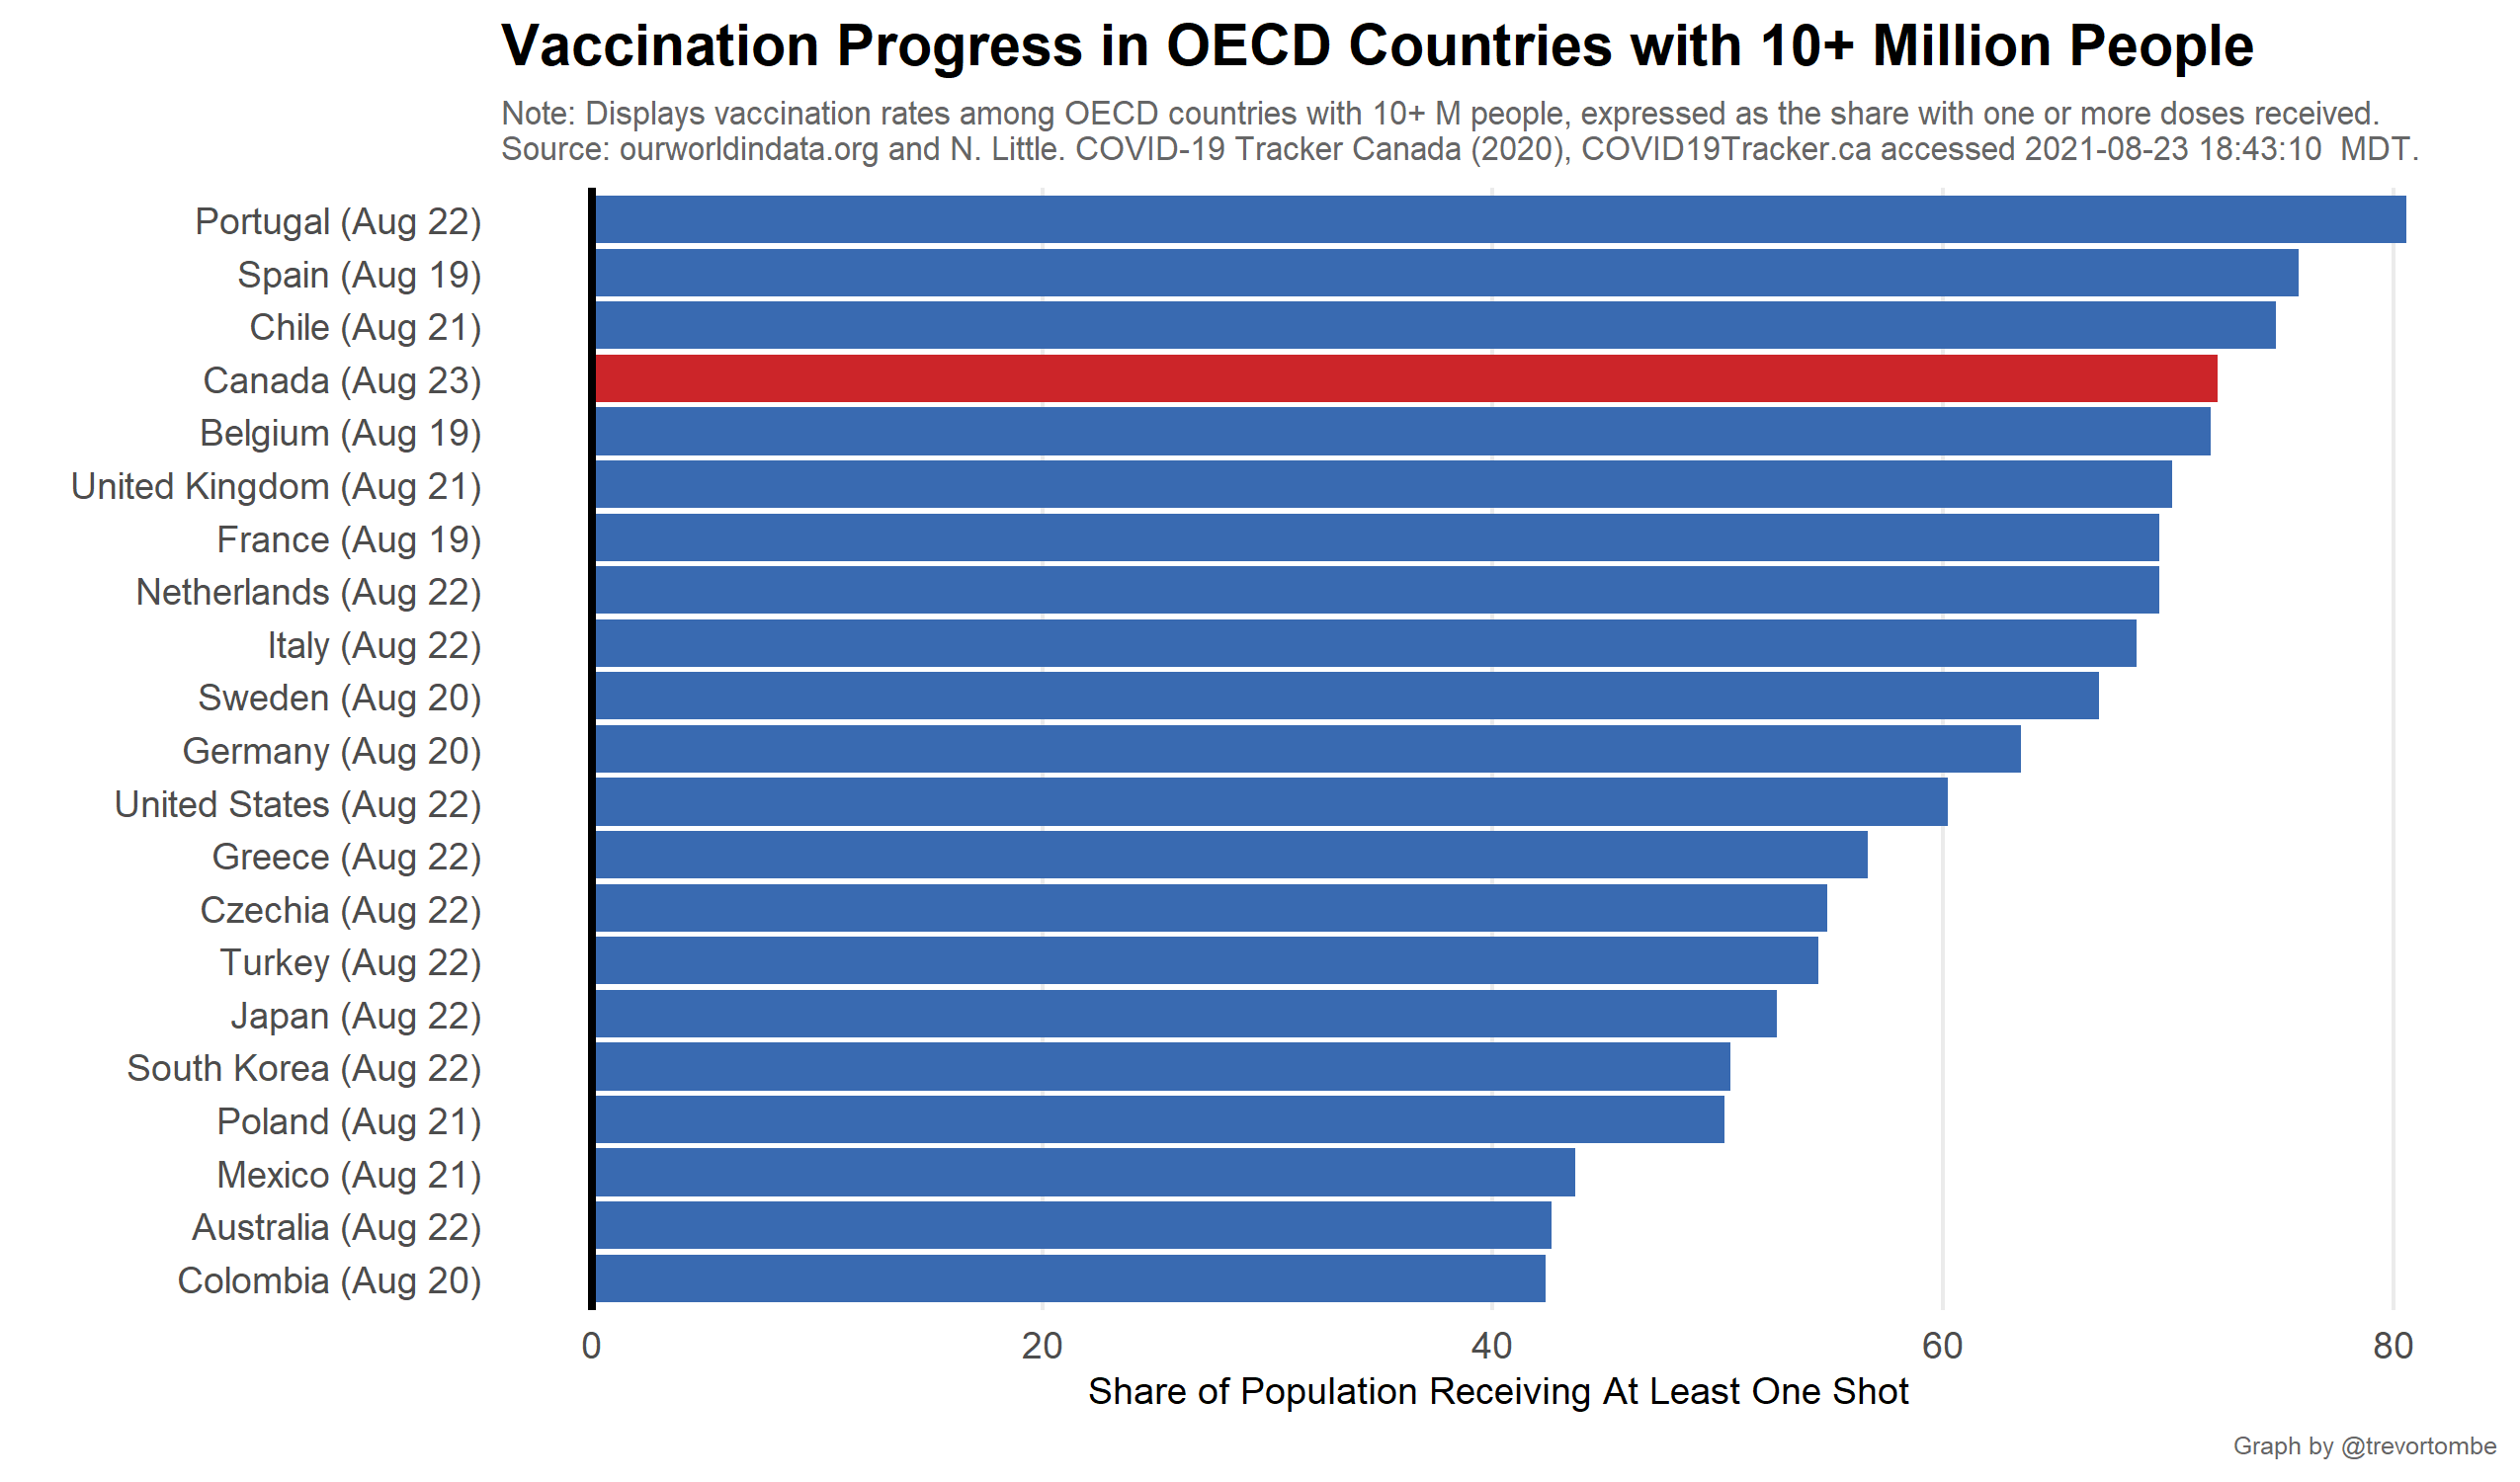 Vaccination Progress in OECD Countries with 10+ Million People
Note: Displays vaccination rates among OECD countries with 10+ M people, expressed as the share with one or more doses received.
Source: ourworldindata.org and N. Little. COVID-19 Tracker Canada (2020), COVID19Tracker.ca accessed 2021-08-23 18:43:10  MDT.
Portugal (Aug 22)
Spain (Aug 19)
Chile (Aug 21)
Canada (Aug 23)
Belgium (Aug 19)
United Kingdom (Aug 21)
France (Aug 19)
Netherlands (Aug 22)
Italy (Aug 22)
Sweden (Aug 20)
Germany (Aug 20)
United States (Aug 22)
Greece (Aug 22)
Czechia (Aug 22)
Turkey (Aug 22)
Japan (Aug 22)
South Korea (Aug 22)
Poland (Aug 21)
Mexico (Aug 21)
Australia (Aug 22)
Colombia (Aug 20)
0 20 40 60 80
Share of Population Receiving At Least One Shot
Graph by @trevortombe